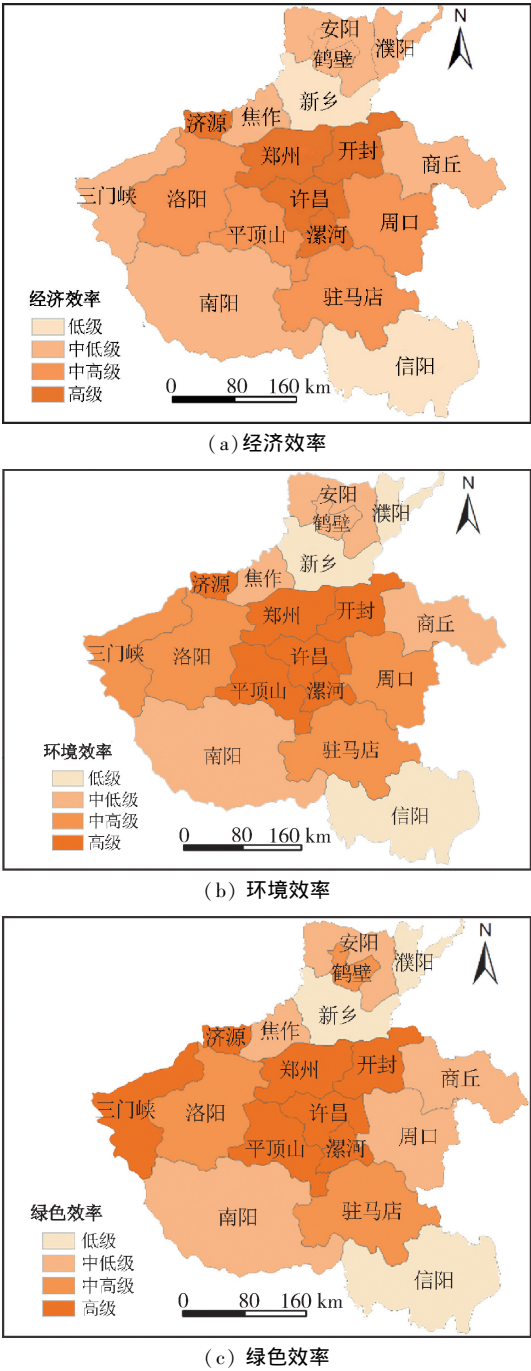 N
安阳
濮阳
鹤壁
新乡
济源
焦作
郑州
开封
商丘
三门峡
洛阳
许昌
周口
平顶山
漯河
南阳
驻马店
信阳
经济效率
低级
中低级
中高级
高级
0 80 160 km
(a)经济效率
N
安阳
濮阳
鹤壁
新乡
济源
焦作
郑州
开封
商丘
三门峡
洛阳
许昌
周口
平顶山
漯河
南阳
驻马店
信阳
环境效率
低级
中低级
中高级
高级
0 80 160 km
(b) 环境效率
N
安阳
濮阳
鹤壁
新乡
济源
焦作
郑州
开封
商丘
三门峡
洛阳
许昌
周口
平顶山
漯河
南阳
驻马店
信阳
绿色效率
低级
中低级
中高级
高级
0 80 160 km
(c) 绿色效率